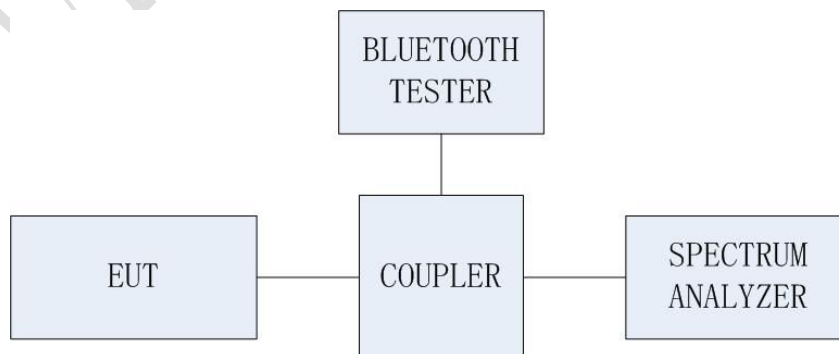 BLUETOOTH
TESTER
EUT
COUPLER
SPECTRUM
ANALYZER